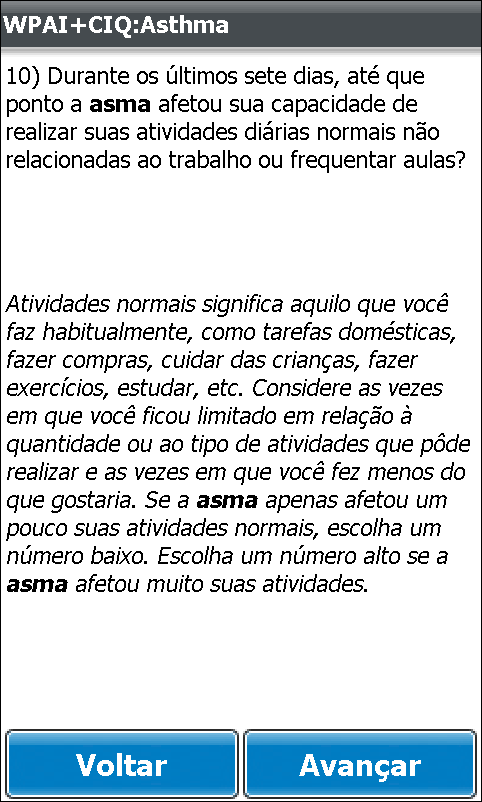 WPAI+CIQ:Asthma
10) Durante os últimos sete dias, até que
ponto a asma afetou sua capacidade de
realizar suas atividades diárias normais não
relacionadas ao trabalho ou frequentar aulas?
Atividades normais significa aquilo que você
faz habitualmente, como tarefas domésticas,
fazer compras, cuidar das crianças, fazer
exercícios, estudar, etc. Considere as vezes
em que você ficou limitado em relação à
quantidade ou ao tipo de atividades que pôde
realizar e as vezes em que você fez menos do
que gostaria. Se a asma apenas afetou um
pouco suas atividades normais, escolha um
número baixo. Escolha um número alto se a
asma afetou muito suas atividades.
Voltar Avançar